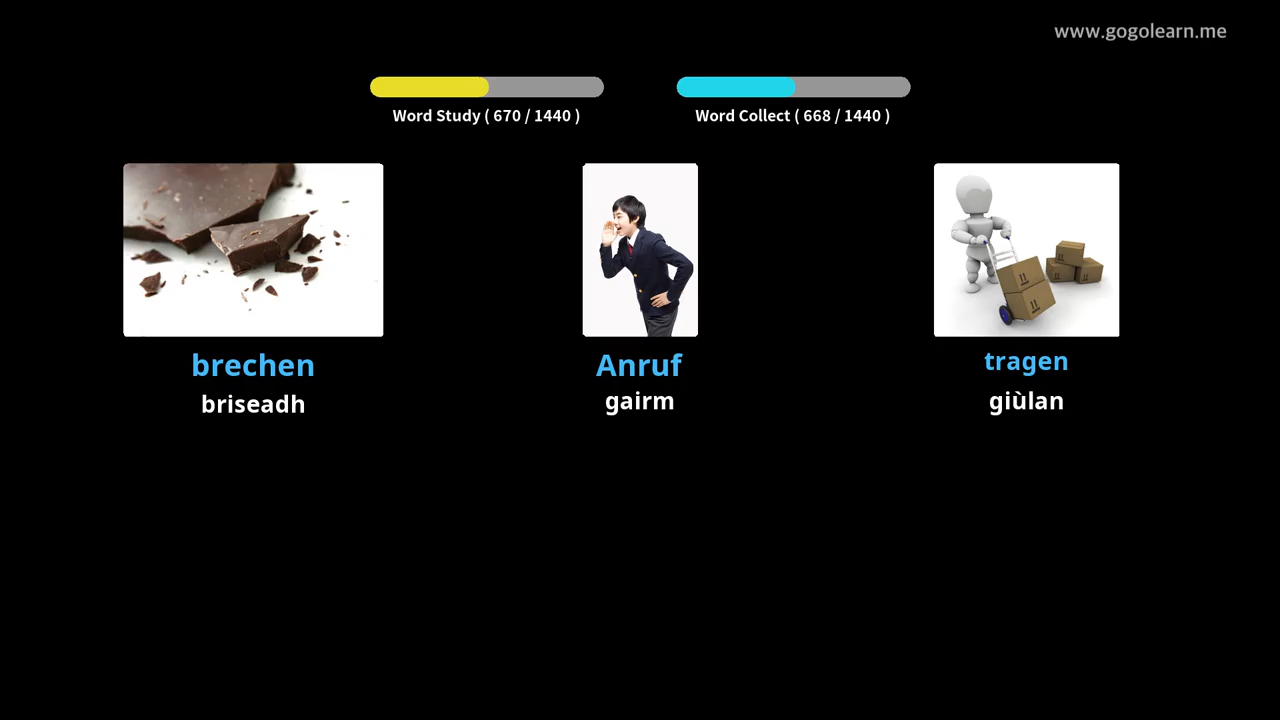 www.gogolearn.me
Word Study ( 670 / 1440 )
Word Collect ( 668 / 1440 )
brechen
briseadh
Anruf
gairm
tragen
giùlan